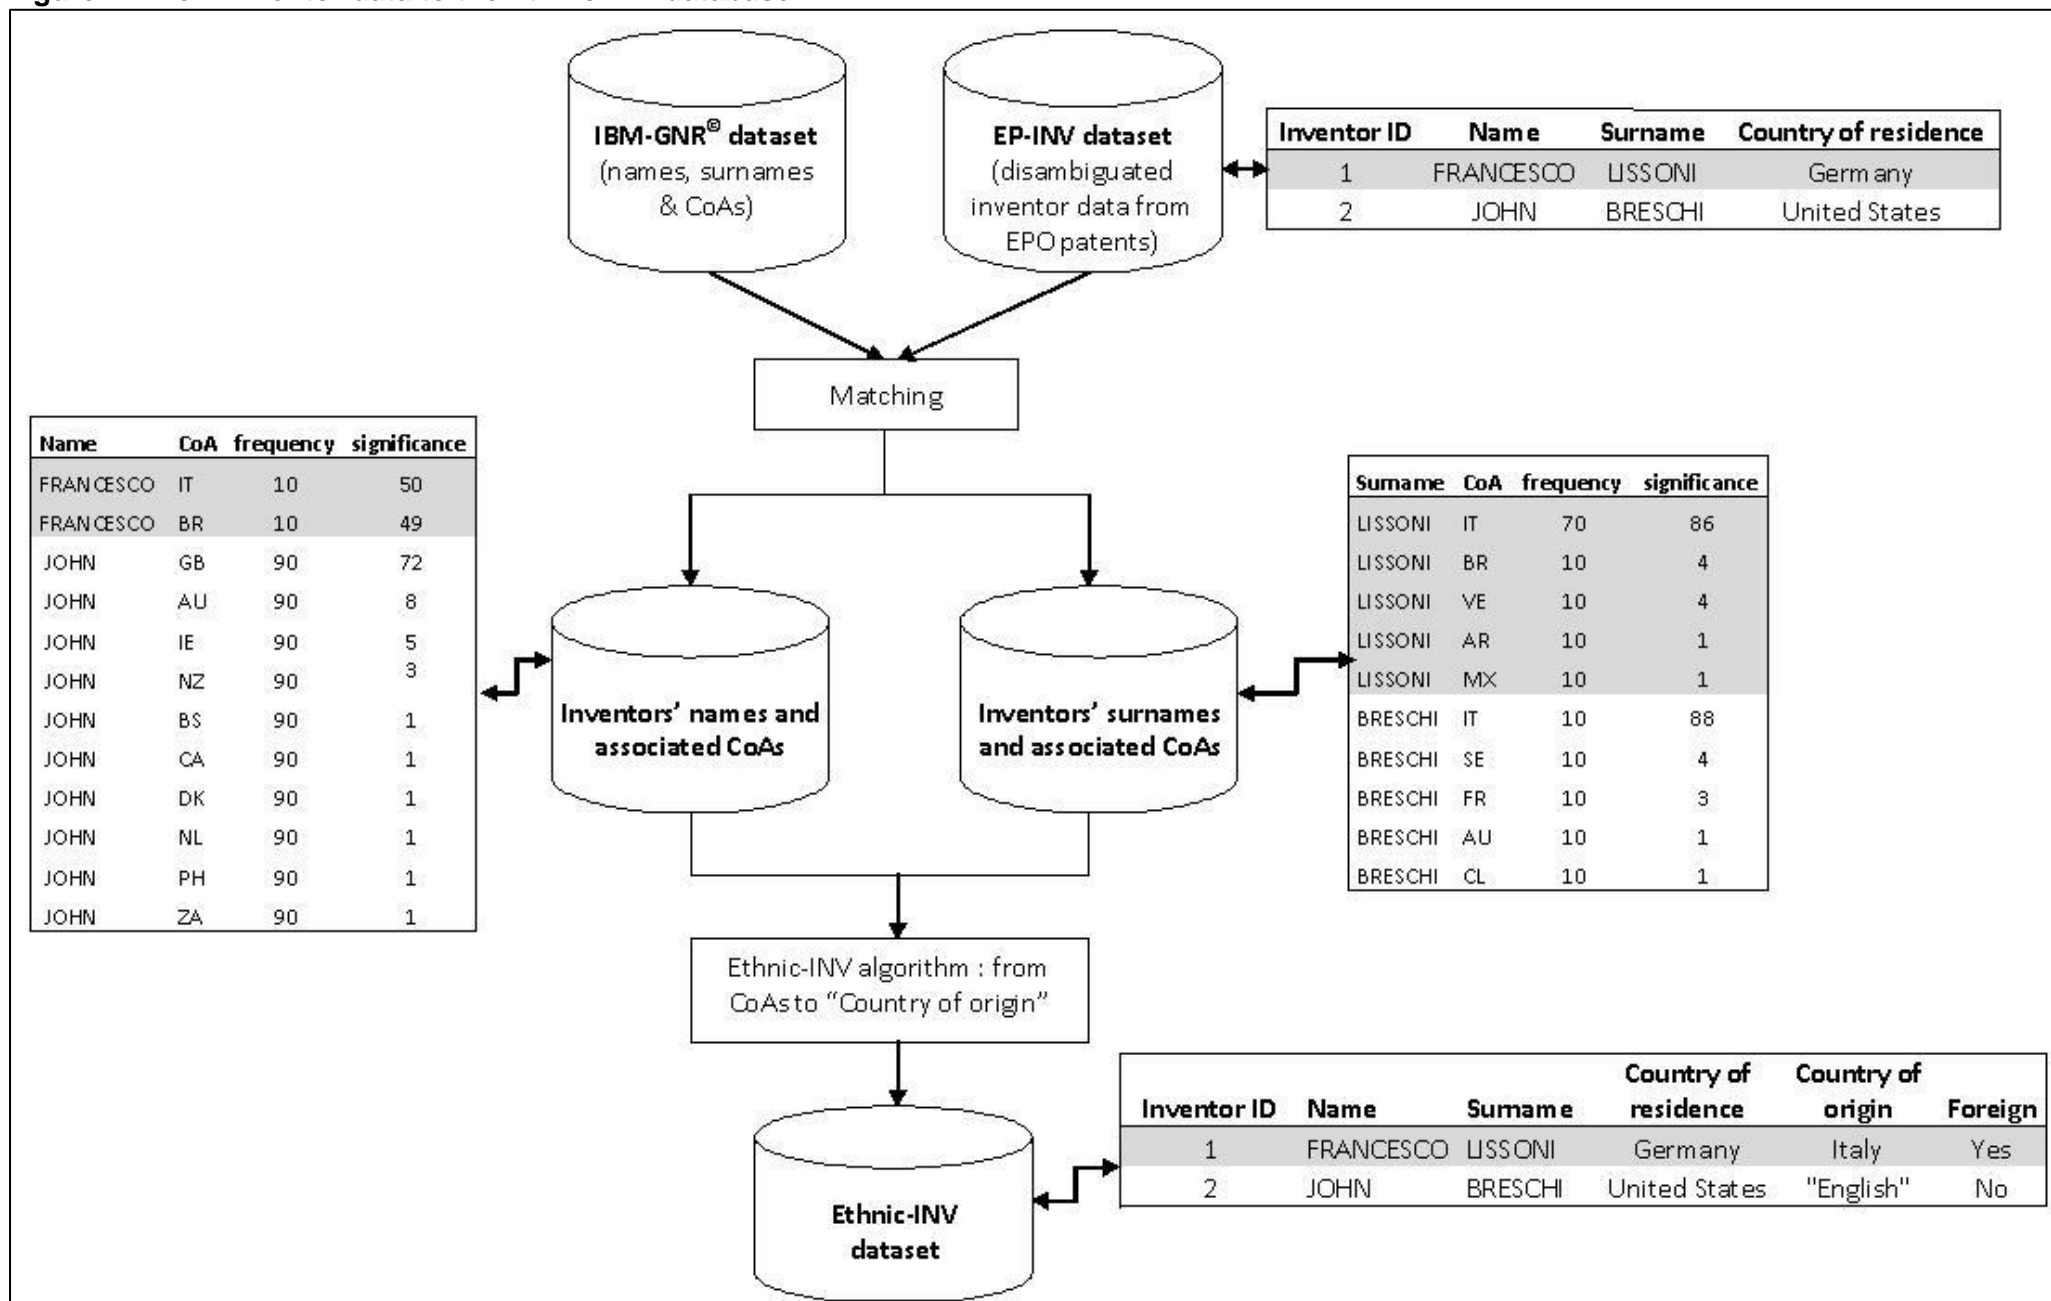 IBM-GNR® dataset
(names, surnames
& CoAs)
EP-INV dataset
(disambiguated
inventor data from
EPO patents)
Inventor ID Name Surname Country of residence
1 FRANCESCO LISSONI Germany
2 JOHN BRESCHI United States
Matching
Name CoA frequency significance
FRANCESCO IT 10 50
FRANCESCO BR 10 49
JOHN GB 90 72
JOHN AU 90 8
JOHN IE 90 5
JOHN NZ 90 3
JOHN BS 90 1
JOHN CA 90 1
JOHN DK 90 1
JOHN NL 90 1
JOHN PH 90 1
JOHN ZA 90 1
Inventors’ names and
associated CoAs
Inventors’ surnames
and associated CoAs
Surname CoA frequency significance
LISSONI IT 70 86
LISSONI BR 10 4
LISSONI VE 10 4
LISSONI AR 10 1
LISSONI MX 10 1
BRESCHI IT 10 88
BRESCHI SE 10 4
BRESCHI FR 10 3
BRESCHI AU 10 1
BRESCHI CL 10 1
Ethnic-INV algorithm : from
CoAs to “Country of origin”
Ethnic-INV
dataset
Country of Country of
Inventor ID Name Surname residence origin Foreign
1 FRANCESCO LISSONI Germany Italy Yes
2 JOHN BRESCHI United States "English" No